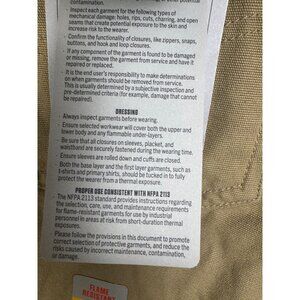 contamination.
· Inspect each garment for the following types of
mechanical damage: holes, rips, cuts, charring, and open
seams that create potential exposure to the skin and
increase risk to the wearer.
· Confirm the functionality of closures, like zippers, snaps,
buttons, and hook and loop closures.
· If any component of the garment is found to be damaged
or missing, remove the garment from service and have it
repaired or replaced.
· It is the end user's responsibility to make determinations
on when garments should be removed from service.
This is usually determined by a subjective inspection and
pre-determined criteria (for example, damage that cannot
be repaired).
DRESSING
· Always inspect garments before wearing.
· Ensure selected workwear will cover both the upper and
lower body and any flammable under-layers.
· Be sure that all closures on sleeves, placket, and
waistband are securely fastened during the wearing time.
· Ensure sleeves are rolled down and cuffs are closed.
· Both the base layer and the first layer garments, such as
t-shirts and primary shirts, should be tucked in to fully
protect the wearer from a thermal exposure.
PROPER USE CONSISTENT WITH NFPA 2113
The NFPA 2113 standard provides instructions regarding
the selection, care, use, and maintenance requirements
for flame-resistant garments for use by industrial
personnel in areas at risk from short-duration thermal
exposures.
Please follow the provisions in this document to promote
correct selection of protective garments, and reduce the
risks caused by incorrect maintenance, contamination,
or damage.
FLAME
RESISTANT